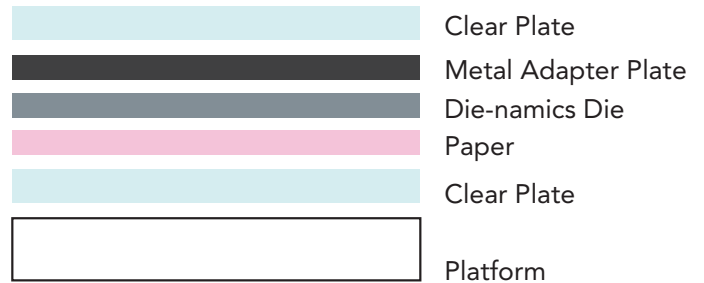 Clear Plate
Metal Adapter Plate
Die-namics Die
Paper
Clear Plate
Platform